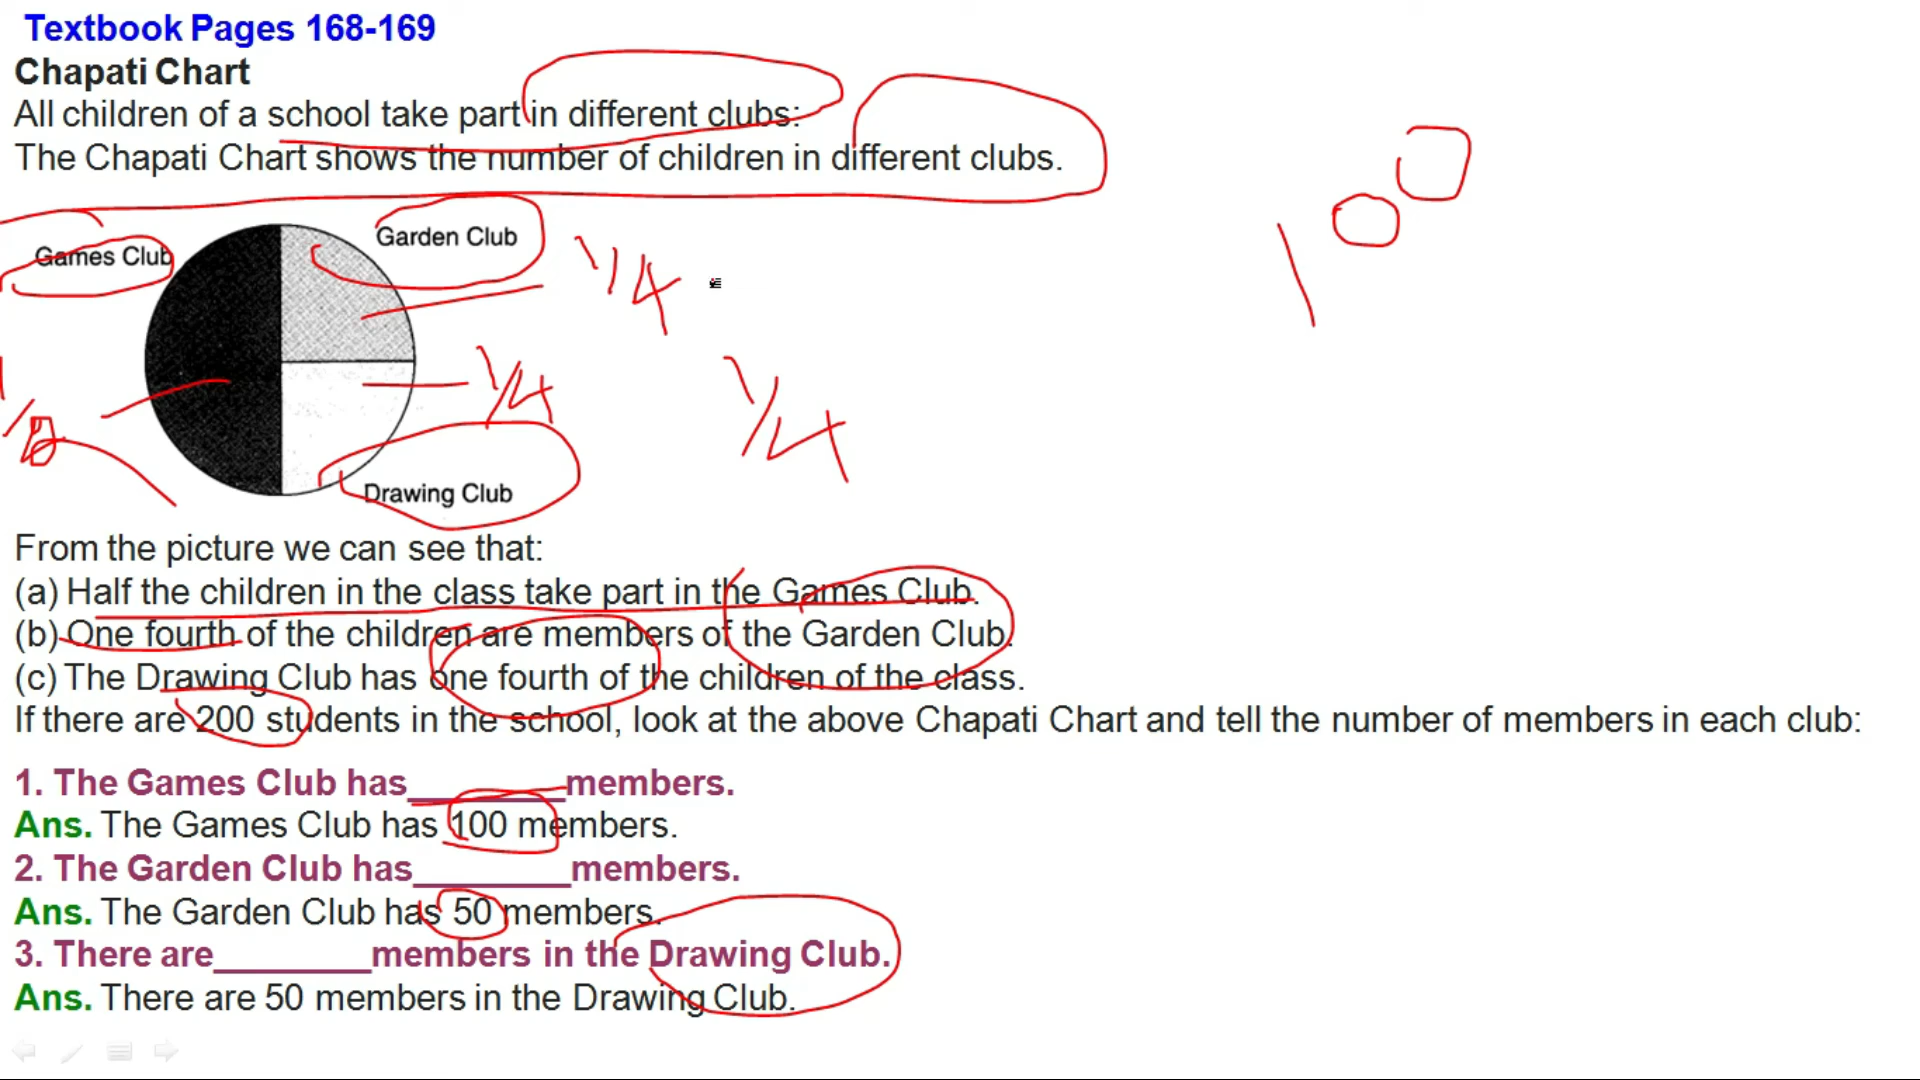 Textbook Pages 168-169
Chapati Chart
All children of a school take part in different clubs:
The Chapati Chart shows the number of children in different clubs.
Games Club
Garden Club
1/4
100
1/4
1/4
1/2
Drawing Club
From the picture we can see that:
(a) Half the children in the class take part in the Games Club.
(b) One fourth of the children are members of the Garden Club.
(c) The Drawing Club has one fourth of the children of the class.
If there are 200 students in the school, look at the above Chapati Chart and tell the number of members in each club:
1. The Games Club has________members.
Ans. The Games Club has 100 members.
2. The Garden Club has________members.
Ans. The Garden Club has 50 members.
3. There are________members in the Drawing Club.
Ans. There are 50 members in the Drawing Club.